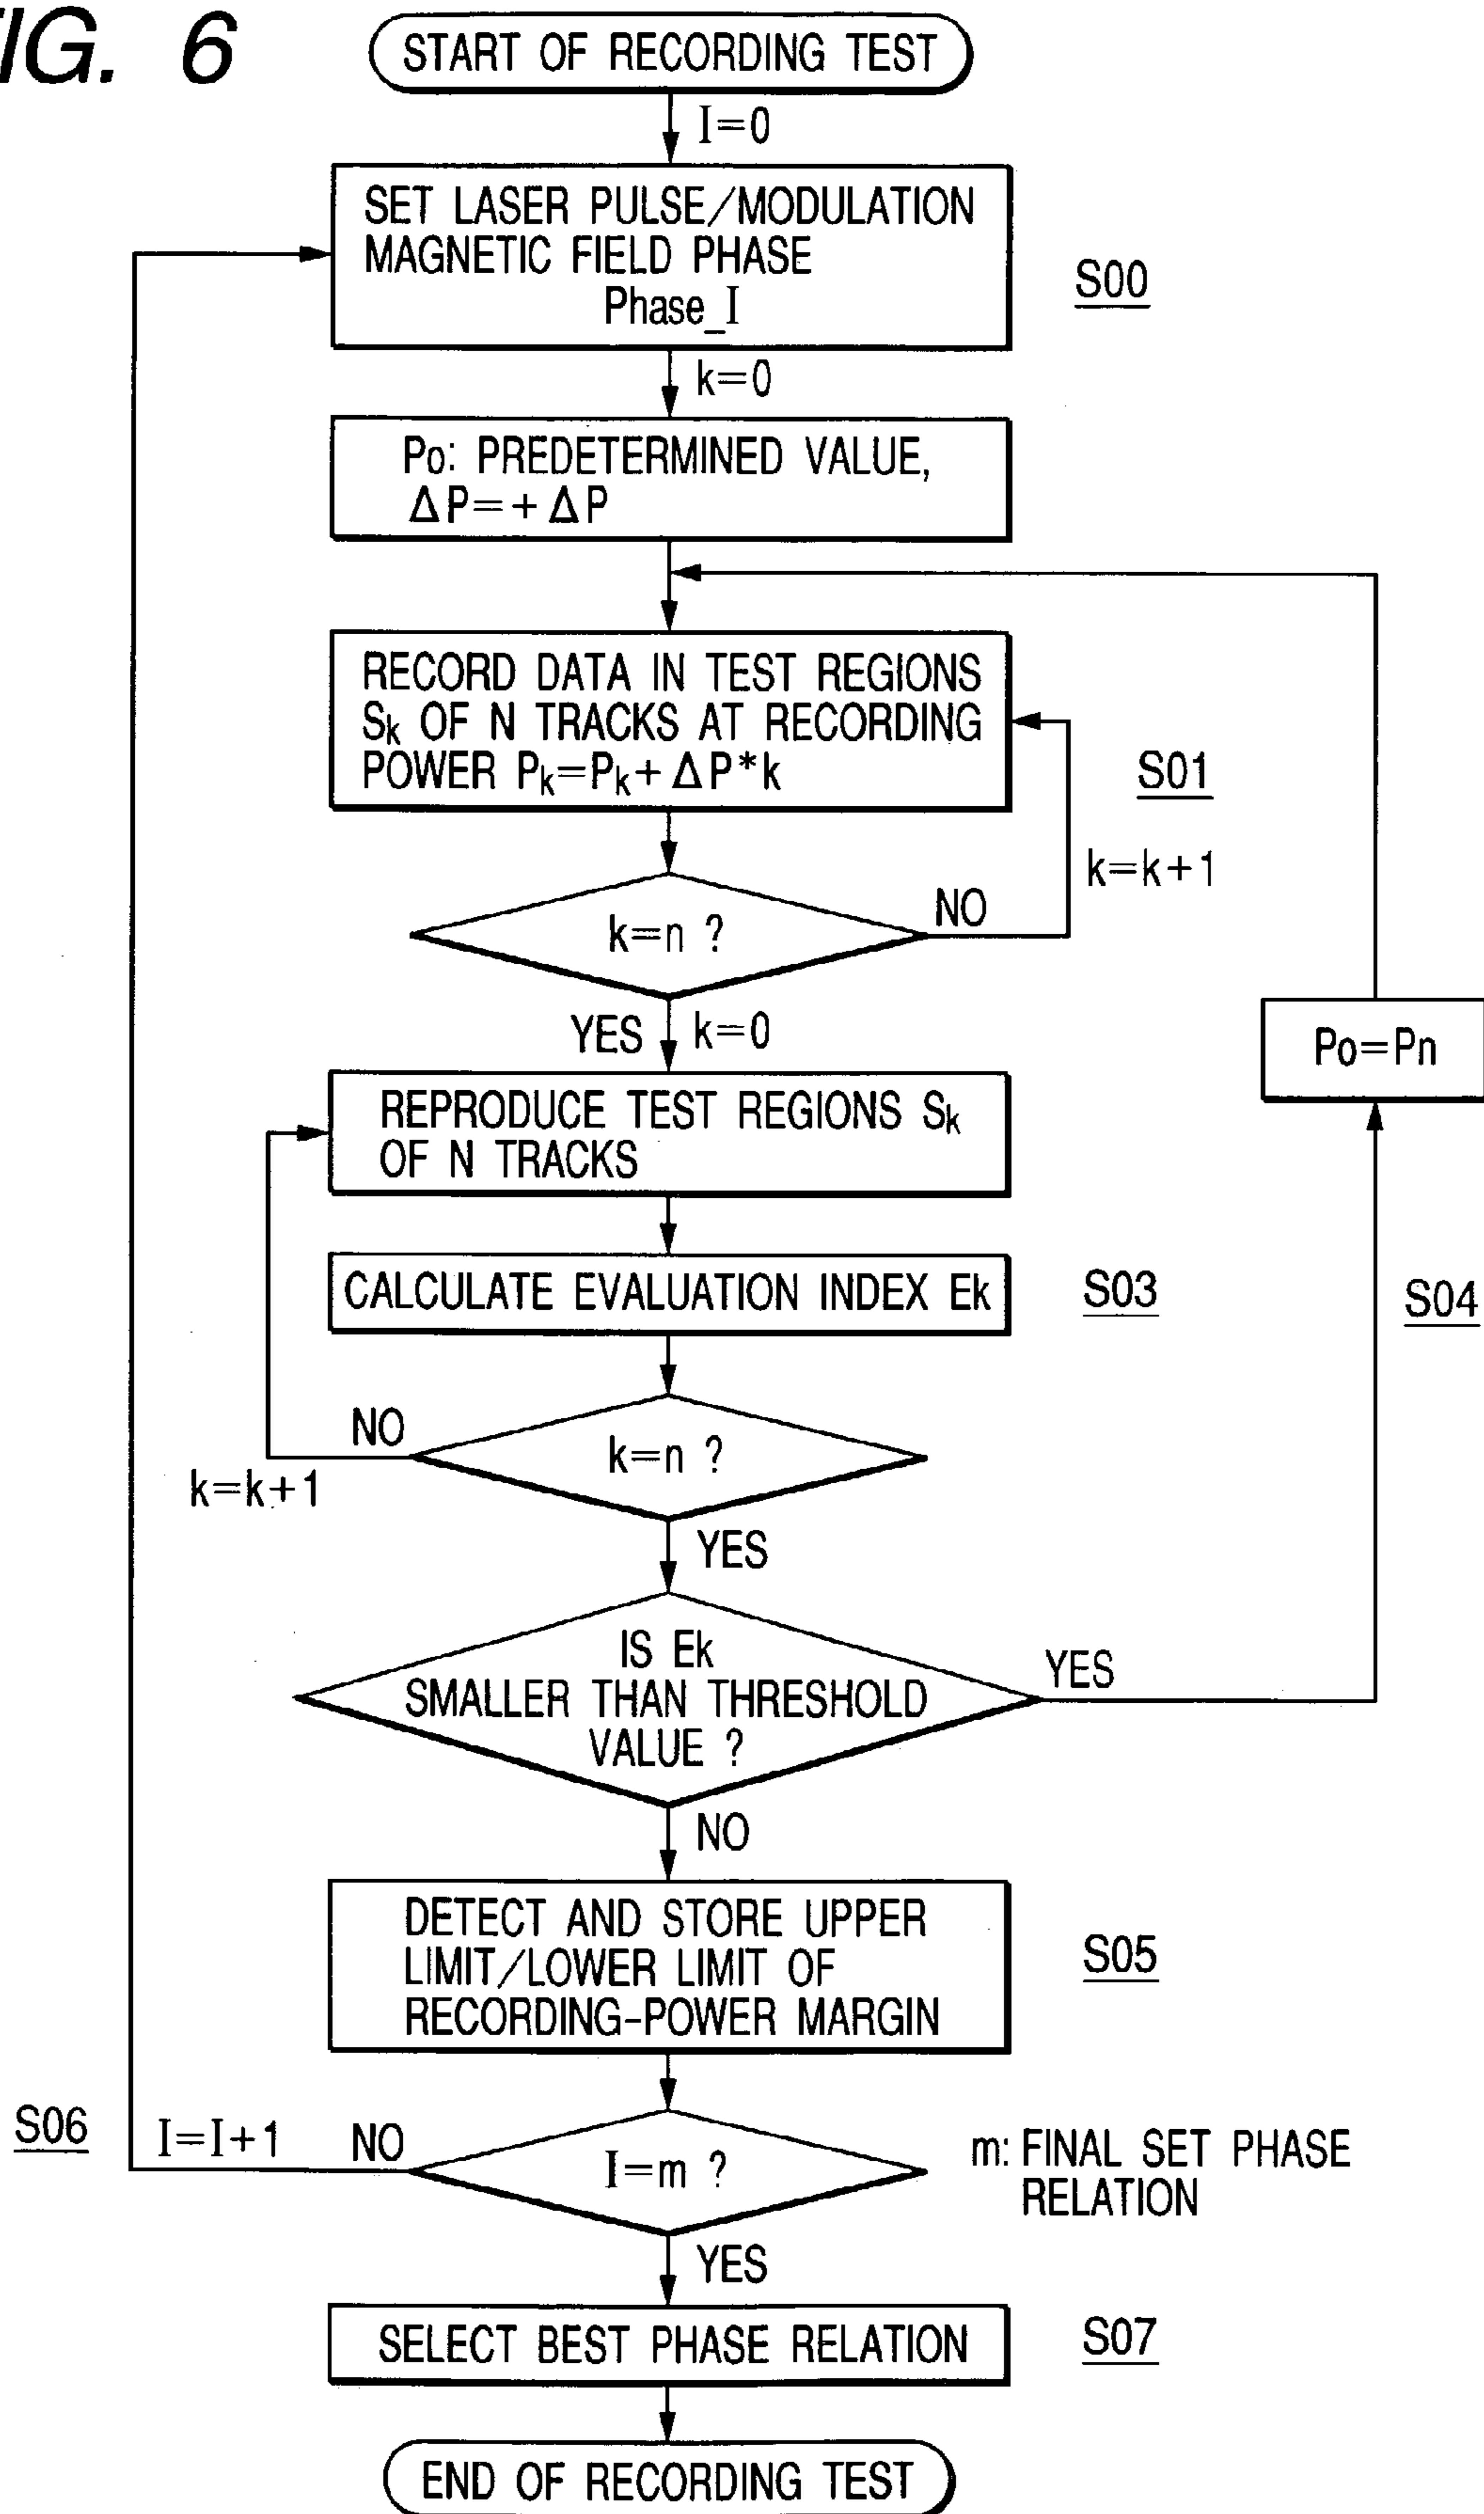 FIG. 6
START OF RECORDING TEST
I=0
SET LASER PULSE/MODULATION
MAGNETIC FIELD PHASE
Phase_I
S00
k=0
Po: PREDETERMINED VALUE,
ΔP=+ΔP
RECORD DATA IN TEST REGIONS
Sk OF N TRACKS AT RECORDING
POWER Pk=Pk+ΔP*k
S01
k=k+1
k=n ?
NO
YES
k=0
Po=Pn
REPRODUCE TEST REGIONS Sk
OF N TRACKS
CALCULATE EVALUATION INDEX Ek
S03
S04
NO
k=n ?
k=k+1
YES
IS Ek
SMALLER THAN THRESHOLD
VALUE ?
YES
NO
DETECT AND STORE UPPER
LIMIT/LOWER LIMIT OF
RECORDING-POWER MARGIN
S05
S06
I=I+1
NO
I=m ?
m: FINAL SET PHASE
RELATION
YES
SELECT BEST PHASE RELATION
S07
END OF RECORDING TEST